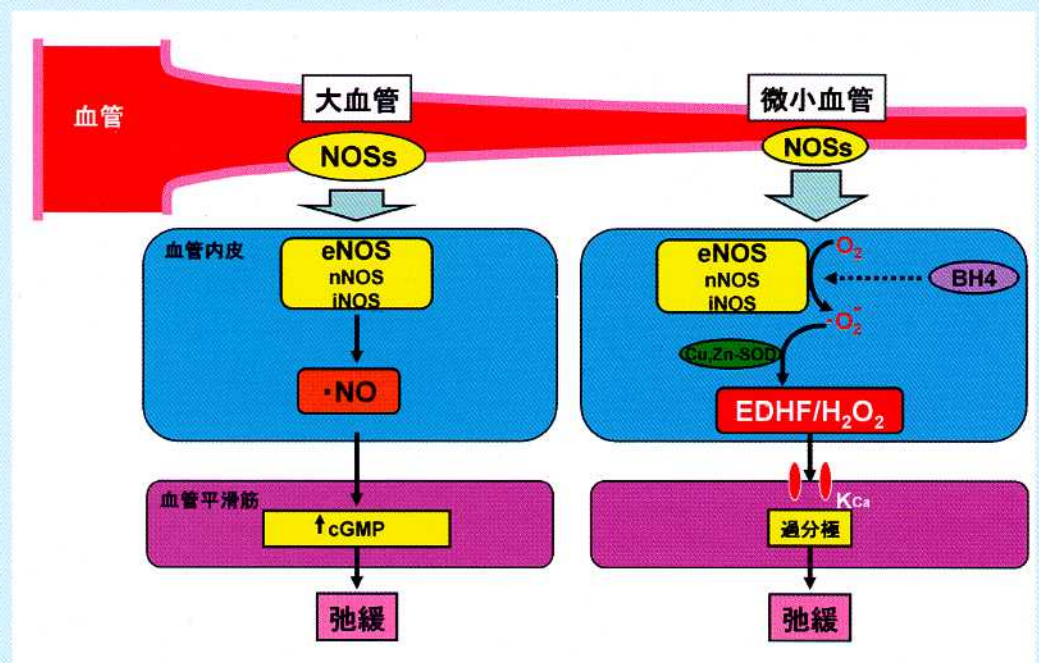 血管
大血管
NOSs
微小血管
NOSs
血管内皮
eNOS
nNOS
iNOS
·NO
eNOS
nNOS
iNOS
O₂
BH4
·O₂⁻
Cu,Zn-SOD
EDHF/H₂O₂
血管平滑筋
↑cGMP
弛緩
KCa
過分極
弛緩